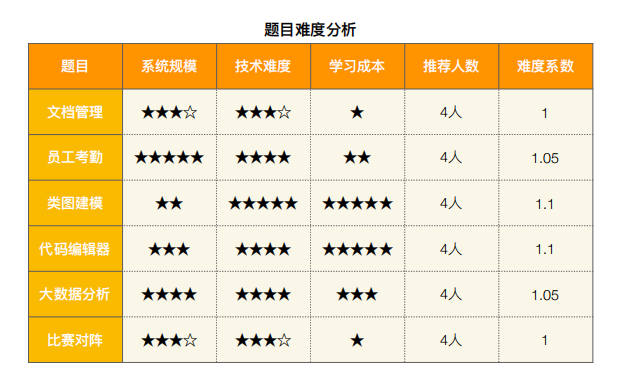 题目难度分析
题目 系统规模 技术难度 学习成本 推荐人数 难度系数
文档管理 ★★★☆ ★★★☆ ★ 4人 1
员工考勤 ★★★★★ ★★★★ ★★ 4人 1.05
类图建模 ★★ ★★★★★ ★★★★★ 4人 1.1
代码编辑器 ★★★ ★★★★ ★★★★★ 4人 1.1
大数据分析 ★★★★ ★★★★ ★★★ 4人 1.05
比赛对阵 ★★★☆ ★★★☆ ★ 4人 1